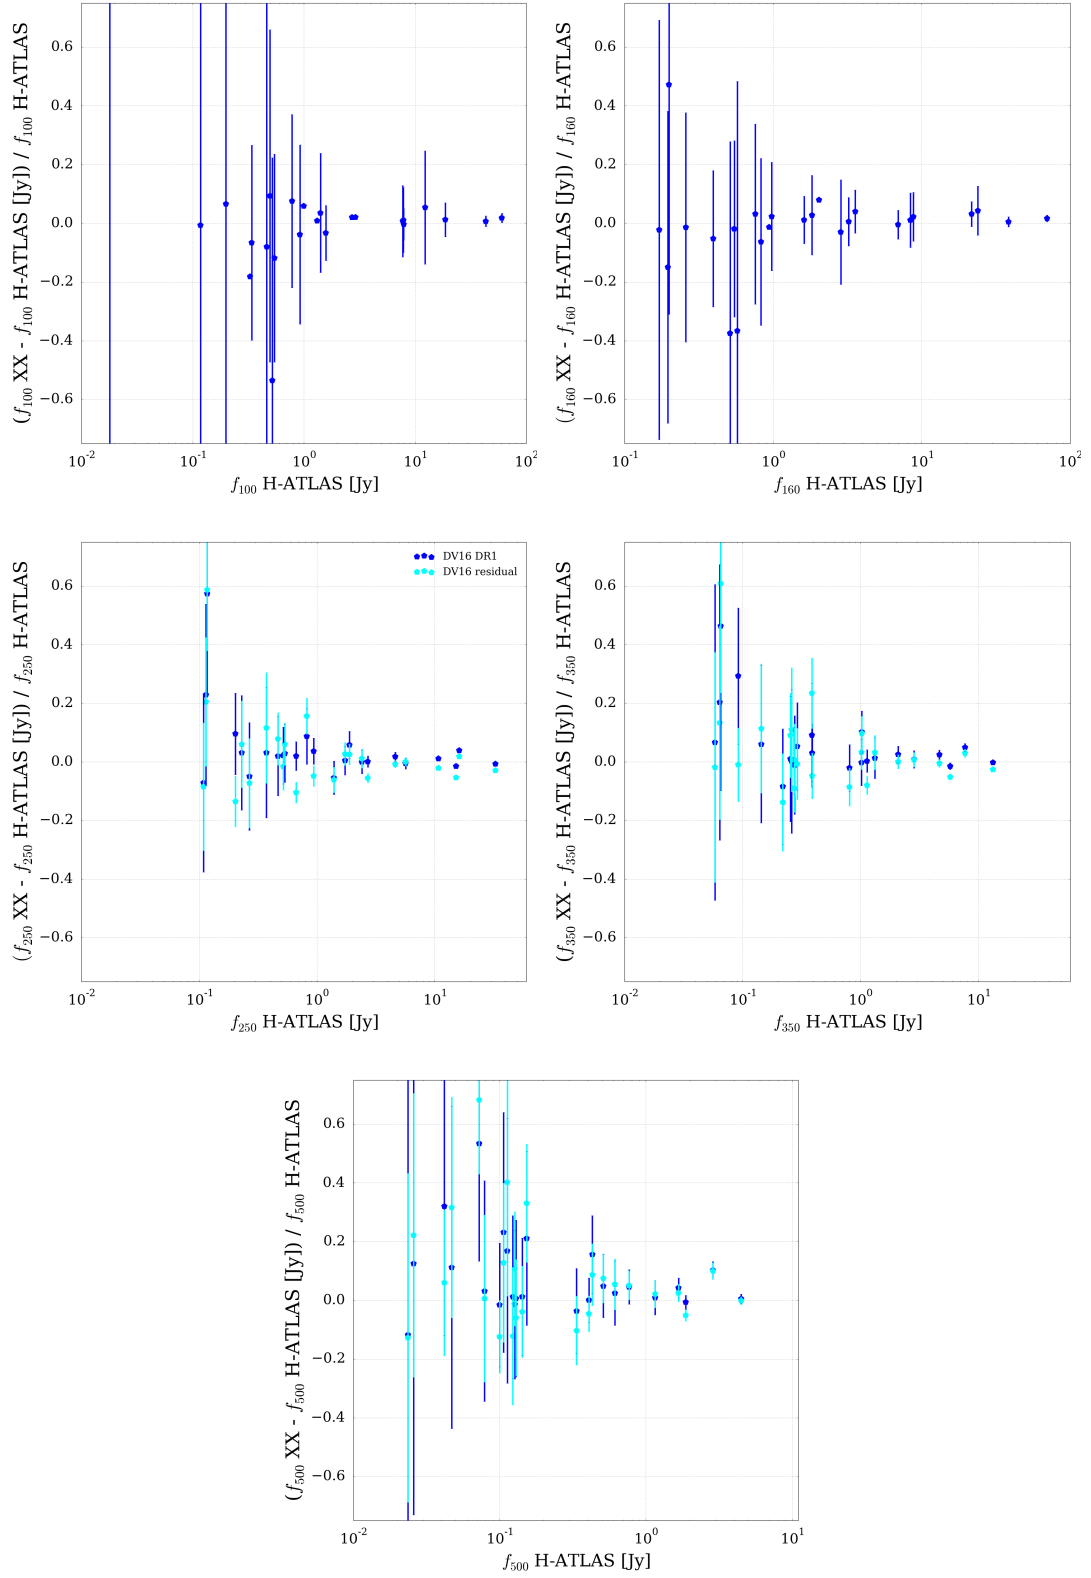 (f₁₀₀ XX - f₁₀₀ H-ATLAS [Jy]) / f₁₀₀ H-ATLAS
0.6
0.4
0.2
0.0
−0.2
−0.4
−0.6
10⁻² 10⁻¹ 10⁰ 10¹ 10²
f₁₀₀ H-ATLAS [Jy]
(f₁₆₀ XX - f₁₆₀ H-ATLAS [Jy]) / f₁₆₀ H-ATLAS
0.6
0.4
0.2
0.0
−0.2
−0.4
−0.6
10⁻¹ 10⁰ 10¹ 10²
f₁₆₀ H-ATLAS [Jy]
(f₂₅₀ XX - f₂₅₀ H-ATLAS [Jy]) / f₂₅₀ H-ATLAS
0.6
0.4
0.2
0.0
−0.2
−0.4
−0.6
DV16 DR1
DV16 residual
10⁻² 10⁻¹ 10⁰ 10¹
f₂₅₀ H-ATLAS [Jy]
(f₃₅₀ XX - f₃₅₀ H-ATLAS [Jy]) / f₃₅₀ H-ATLAS
0.6
0.4
0.2
0.0
−0.2
−0.4
−0.6
10⁻² 10⁻¹ 10⁰ 10¹
f₃₅₀ H-ATLAS [Jy]
(f₅₀₀ XX - f₅₀₀ H-ATLAS [Jy]) / f₅₀₀ H-ATLAS
0.6
0.4
0.2
0.0
−0.2
−0.4
−0.6
10⁻² 10⁻¹ 10⁰ 10¹
f₅₀₀ H-ATLAS [Jy]